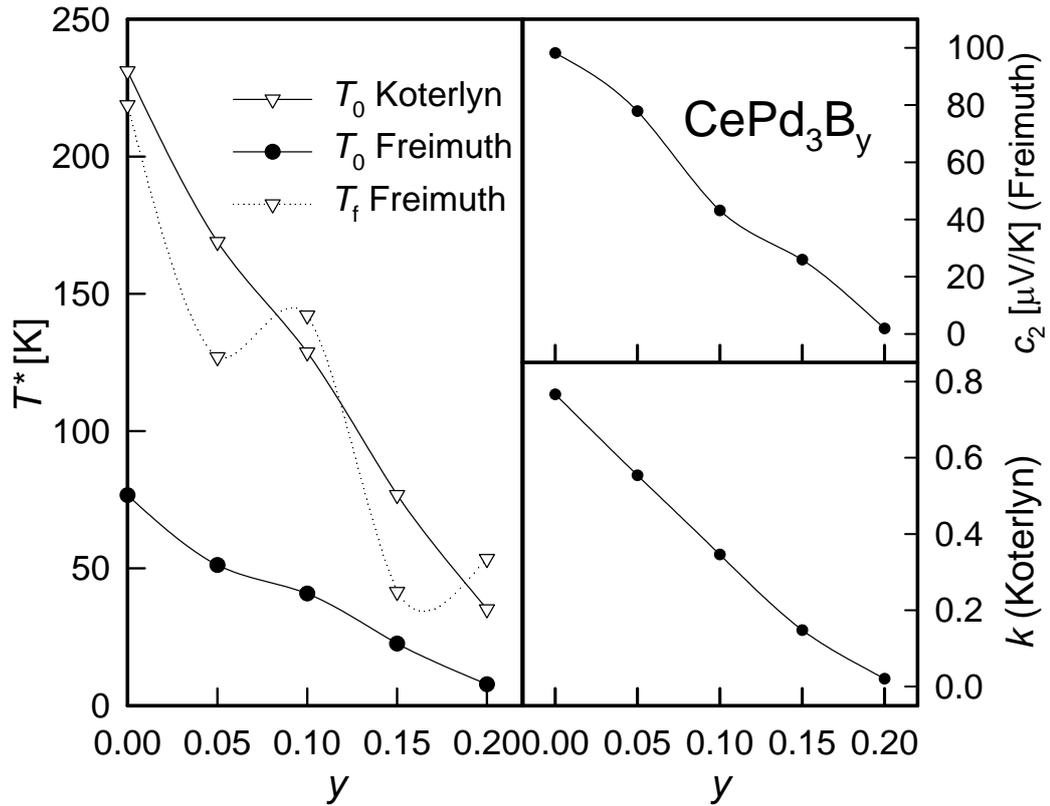 250
200
150
100
50
0
T* [K]
T0 Koterlyn
T0 Freimuth
Tf Freimuth
0.00 0.05 0.10 0.15 0.20
y
CePd3By
100
80
60
40
20
0
c2 [μV/K] (Freimuth)
0.8
0.6
0.4
0.2
0.0
k (Koterlyn)
0.00 0.05 0.10 0.15 0.20
y